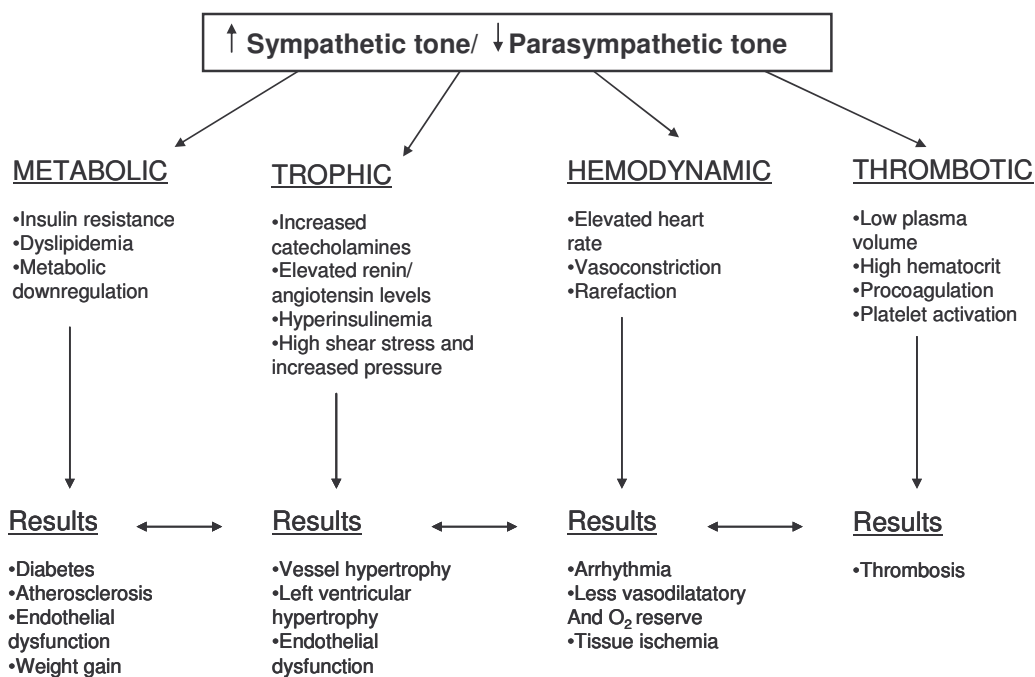 ↑ Sympathetic tone/ ↓ Parasympathetic tone
METABOLIC
•Insulin resistance
•Dyslipidemia
•Metabolic
downregulation
TROPHIC
•Increased
catecholamines
•Elevated renin/
angiotensin levels
•Hyperinsulinemia
•High shear stress and
increased pressure
HEMODYNAMIC
•Elevated heart
rate
•Vasoconstriction
•Rarefaction
THROMBOTIC
•Low plasma
volume
•High hematocrit
•Procoagulation
•Platelet activation
Results
•Diabetes
•Atherosclerosis
•Endothelial
dysfunction
•Weight gain
Results
•Vessel hypertrophy
•Left ventricular
hypertrophy
•Endothelial
dysfunction
Results
•Arrhythmia
•Less vasodilatatory
And O₂ reserve
•Tissue ischemia
Results
•Thrombosis